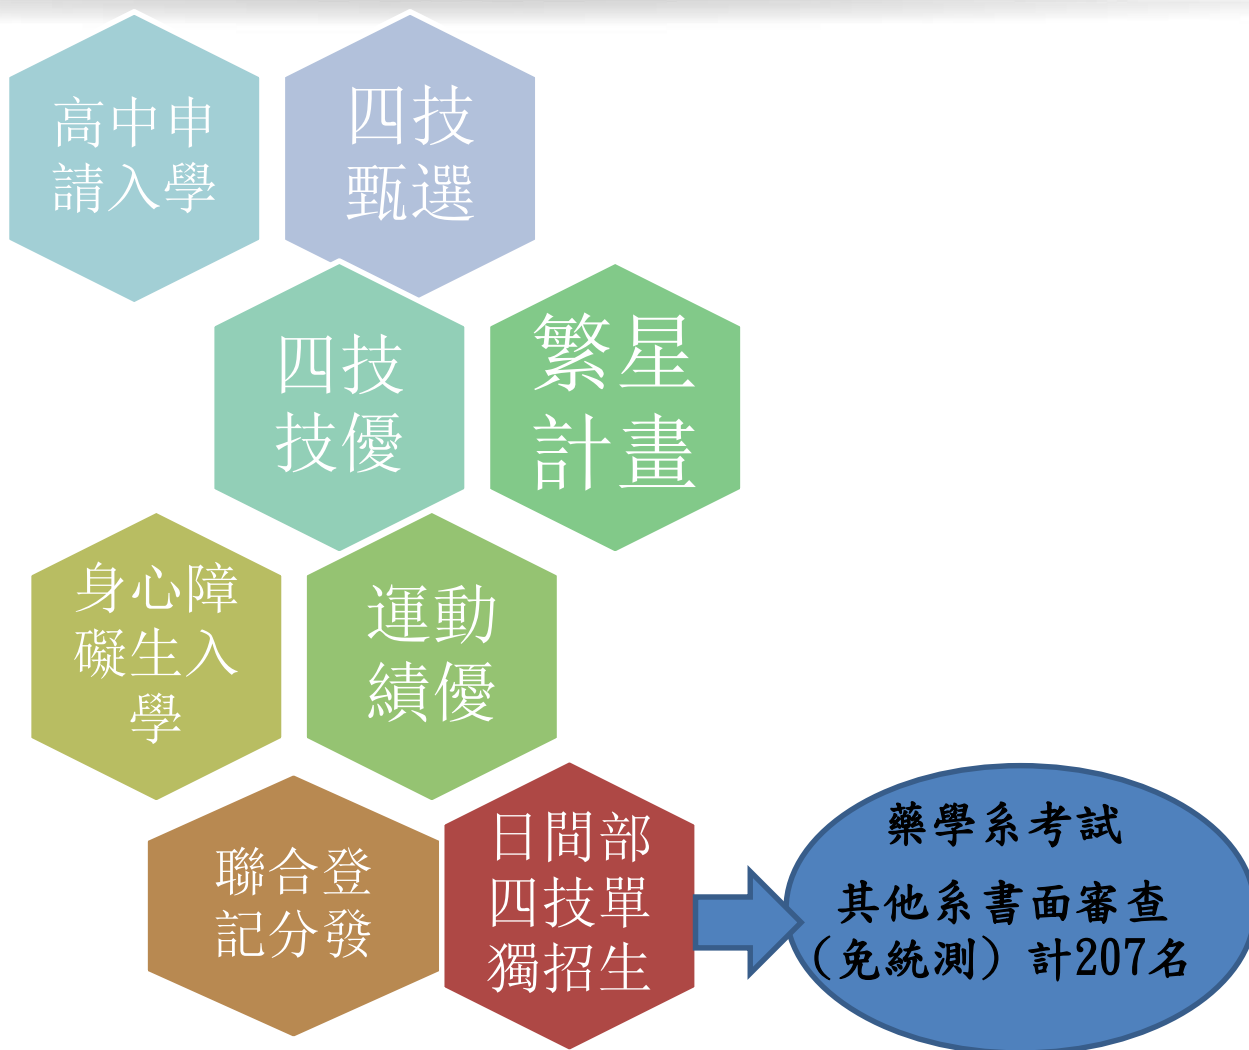 高中申
請入學
四技
甄選
四技
技優
繁星
計畫
身心障
礙生入
學
運動
績優
聯合登
記分發
日間部
四技單
獨招生
藥學系考試
其他系書面審查
(免統測) 計207名